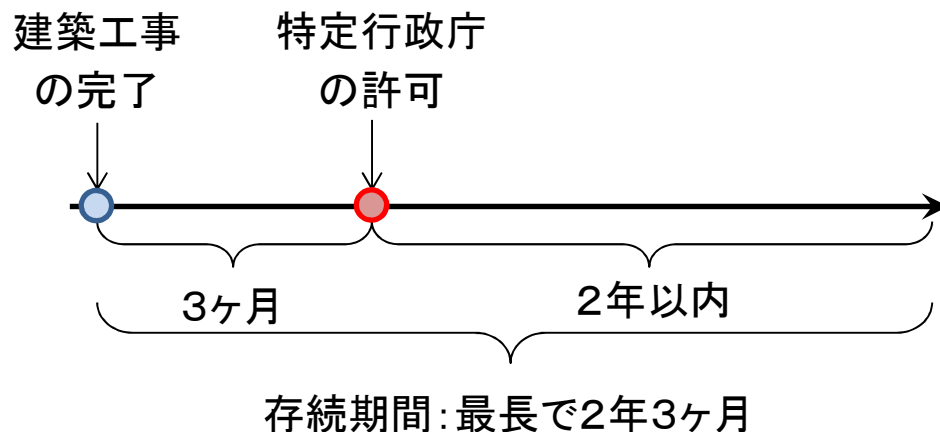 建築工事
の完了
特定行政庁
の許可
3ヶ月
2年以内
存続期間：最長で2年3ヶ月